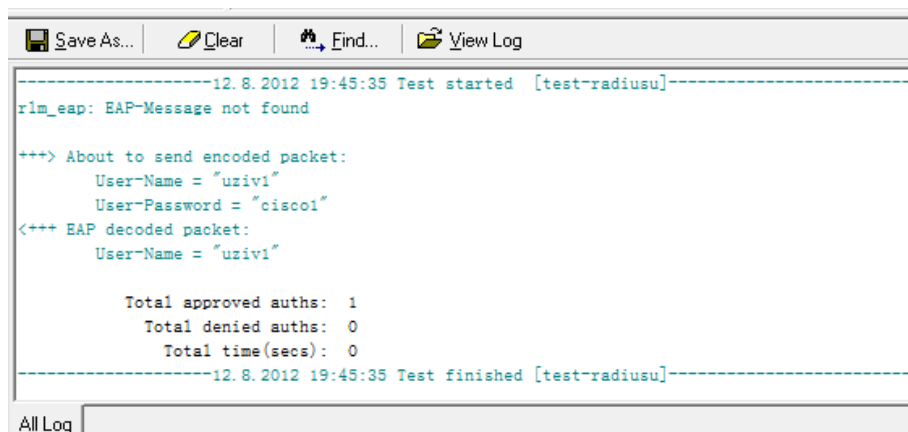 Save As... Clear Find... View Log
---------------------12.8.2012 19:45:35 Test started [test-radiusu]--------------------------
rlm_eap: EAP-Message not found
+++> About to send encoded packet:
User-Name = "uziv1"
User-Password = "cisco1"
<+++ EAP decoded packet:
User-Name = "uziv1"
Total approved auths: 1
Total denied auths: 0
Total time(secs): 0
---------------------12.8.2012 19:45:35 Test finished [test-radiusu]--------------------------
All Log